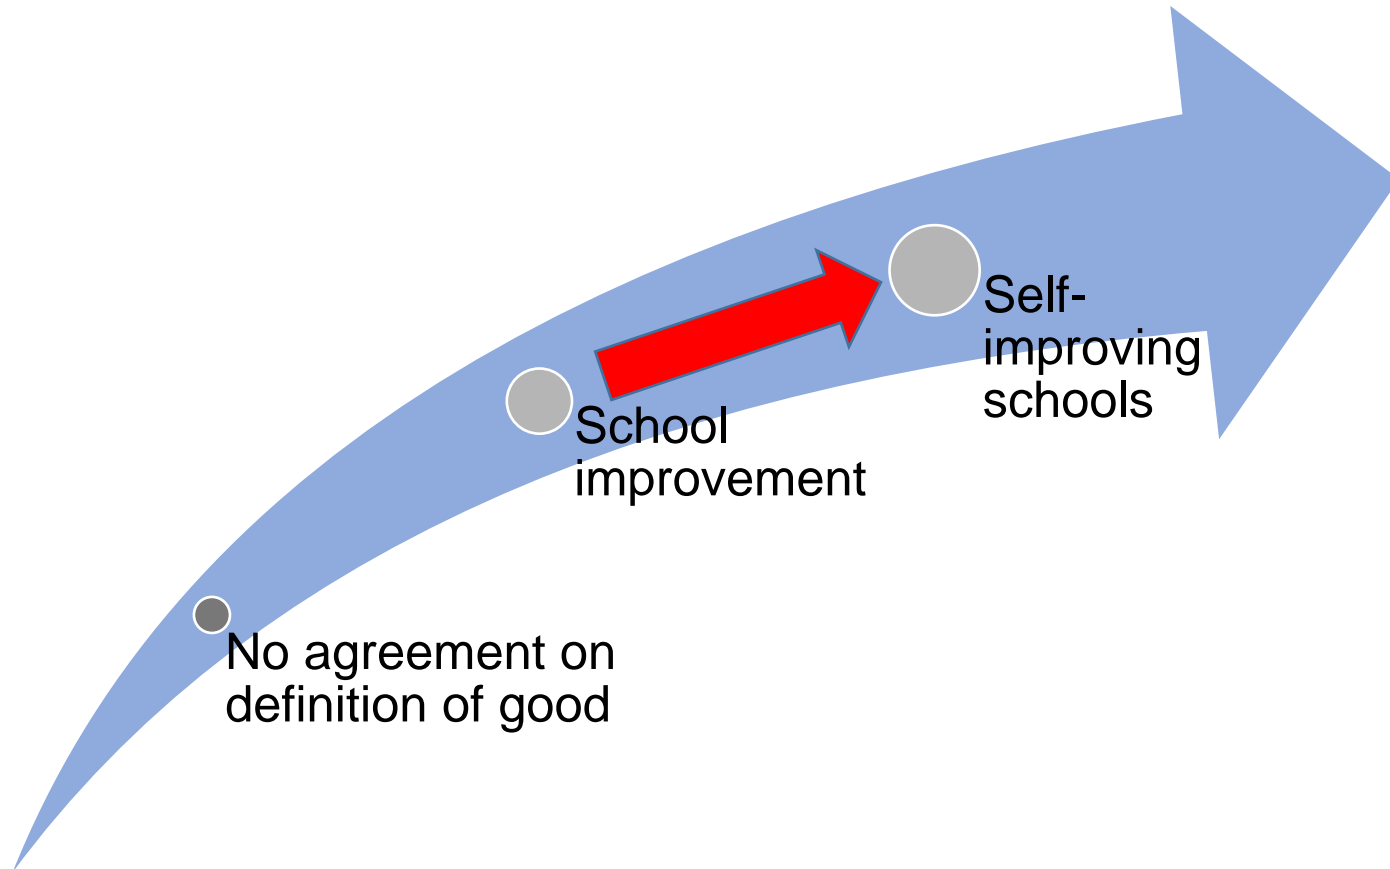 Self-
improving
schools
School
improvement
No agreement on
definition of good